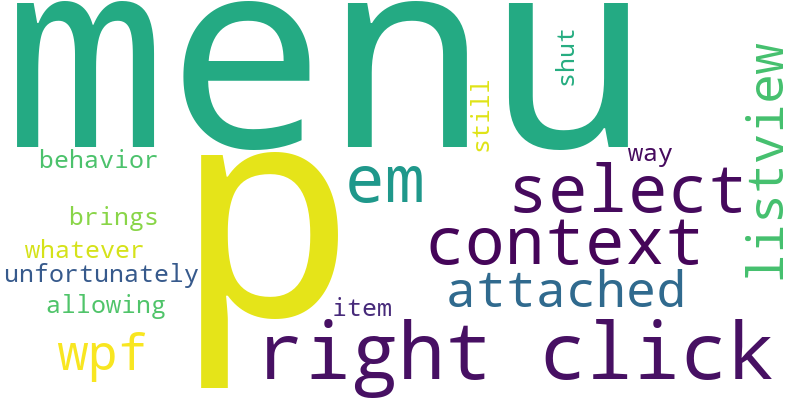 menu
shut
still
listview
behavior
way
p
em
select
brings
context
whatever
unfortunately
attached
allowing
item
wpf
right click